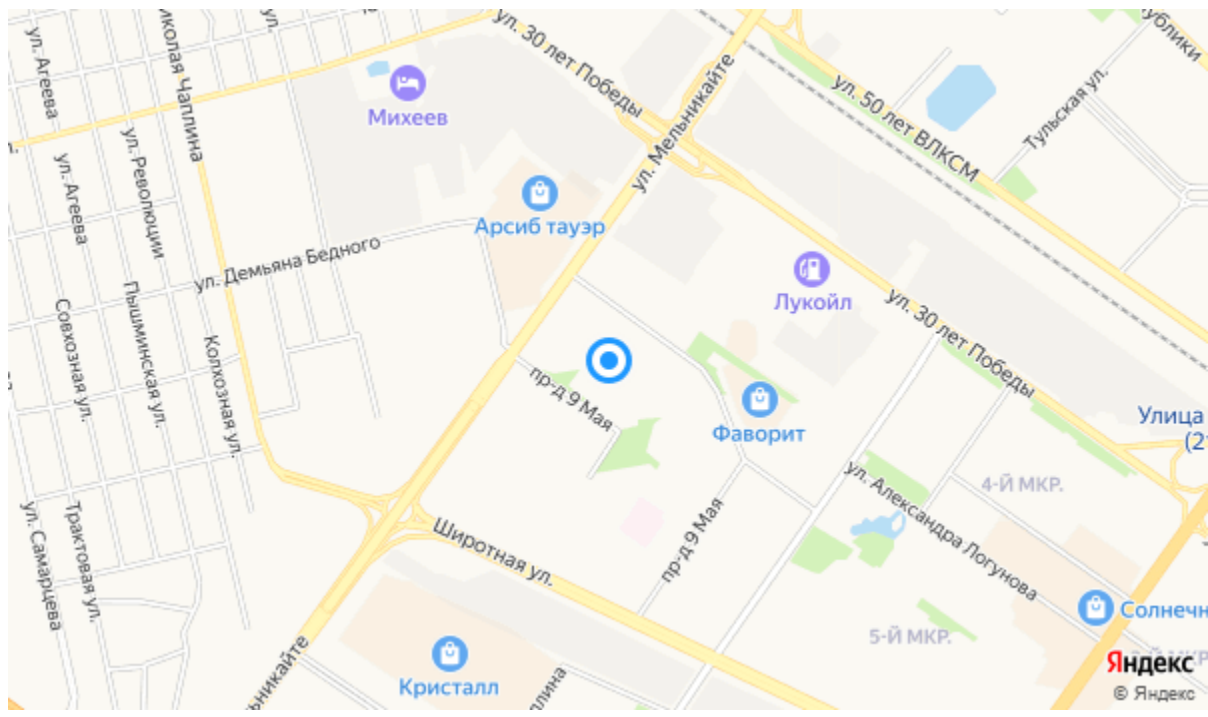 ул. Агеева
Николая Чаплина
ул. 30 лет Победы
ул. Мельникайте
ул. 50 лет ВЛКСМ
Тульская ул.
Михеев
ул. Агеева
ул. Революции
Арсиб тауэр
ул. Демьяна Бедного
Лукойл
ул. 30 лет Победы
Совхозная ул.
Пышминская ул.
Колхозная ул.
пр-д 9 Мая
Фаворит
Улица
ул. Александра Логунова
4-Й МКР.
ул. Самарцева
Трактовая ул.
Широтная ул.
пр-д 9 Мая
5-Й МКР.
Солнечн
Кристалл
Яндекс
© Яндекс